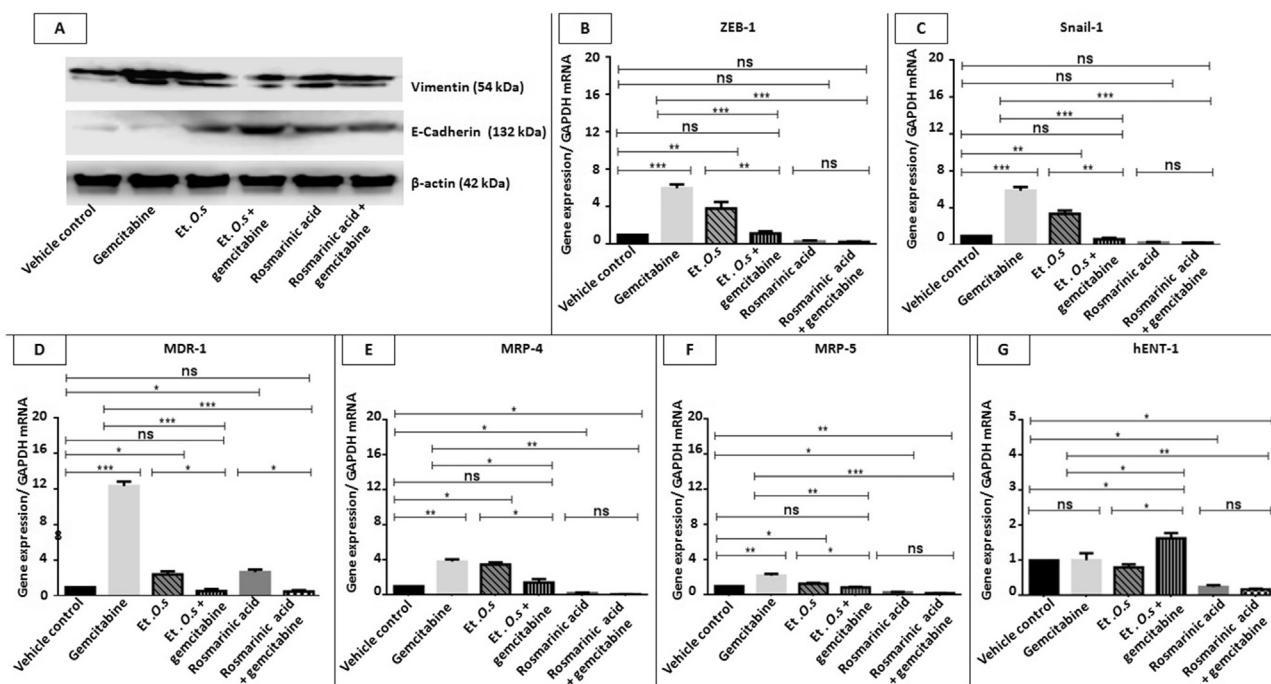 A
Vimentin (54 kDa)
E-Cadherin (132 kDa)
β-actin (42 kDa)
Vehicle control
Gemcitabine
Et. O.s
Et. O.s +
gemcitabine
Rosmarinic acid
Rosmarinic acid +
gemcitabine
B
ZEB-1
Gene expression/ GAPDH mRNA
20
16
12
8
4
0
ns
ns
***
***
ns
**
***
**
ns
Vehicle control
Gemcitabine
Et. O.s
Et. O.s +
gemcitabine
Rosmarinic acid
Rosmarinic acid
+ gemcitabine
C
Snail-1
Gene expression/ GAPDH mRNA
20
16
12
8
4
0
ns
ns
***
***
ns
**
***
**
ns
Vehicle control
Gemcitabine
Et. O.s
Et. O.s +
gemcitabine
Rosmarinic acid
Rosmarinic acid
+ gemcitabine
D
MDR-1
Gene expression/ GAPDH mRNA
20
16
12
8
4
0
ns
*
***
***
ns
*
***
*
*
Vehicle control
Gemcitabine
Et. O.s
Et. O.s +
gemcitabine
Rosmarinic acid
Rosmarinic acid
+ gemcitabine
E
MRP-4
Gene expression/ GAPDH mRNA
20
16
12
8
4
0
*
*
**
*
ns
*
**
*
ns
Vehicle control
Gemcitabine
Et. O.s
Et. O.s +
gemcitabine
Rosmarinic acid
Rosmarinic acid
+ gemcitabine
F
MRP-5
Gene expression/ GAPDH mRNA
20
16
12
8
4
0
**
*
***
**
ns
*
**
*
ns
Vehicle control
Gemcitabine
Et. O.s
Et. O.s +
gemcitabine
Rosmarinic acid
Rosmarinic acid
+ gemcitabine
G
hENT-1
Gene expression/ GAPDH mRNA
5
4
3
2
1
0
*
*
**
*
*
ns
*
ns
Vehicle control
Gemcitabine
Et. O.s
Et. O.s +
gemcitabine
Rosmarinic acid
Rosmarinic acid
+ gemcitabine